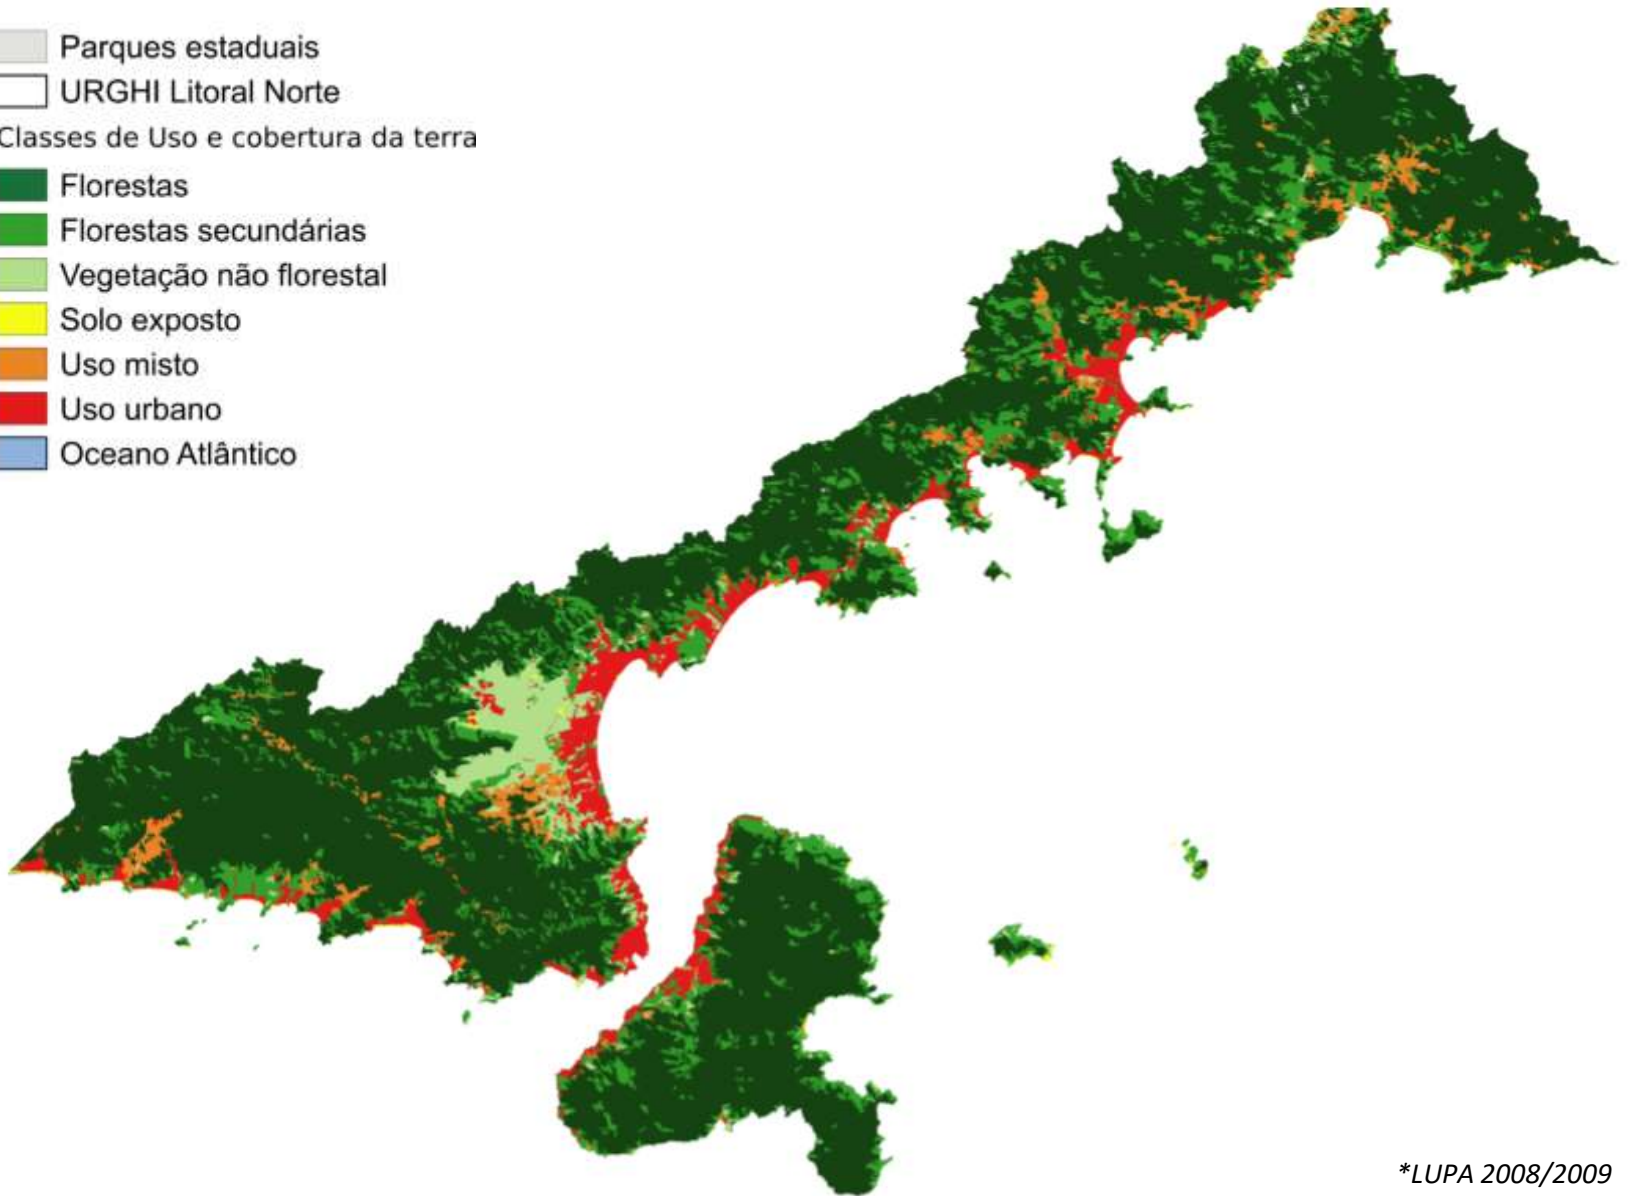 Parques estaduais
URGHI Litoral Norte
Classes de Uso e cobertura da terra
Florestas
Florestas secundárias
Vegetação não florestal
Solo exposto
Uso misto
Uso urbano
Oceano Atlântico
*LUPA 2008/2009